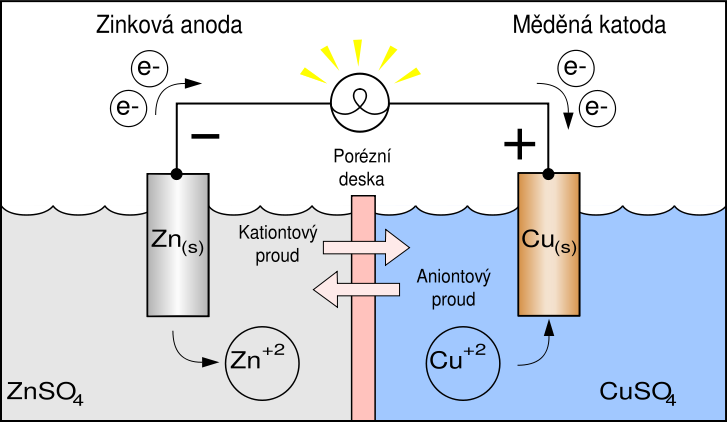 Zinková anoda
Měděná katoda
e-
e-
e-
e-
−
+
Porézní
deska
Zn(s)
Kationtový
proud
Cu(s)
Aniontový
proud
Zn+2
Cu+2
ZnSO4
CuSO4